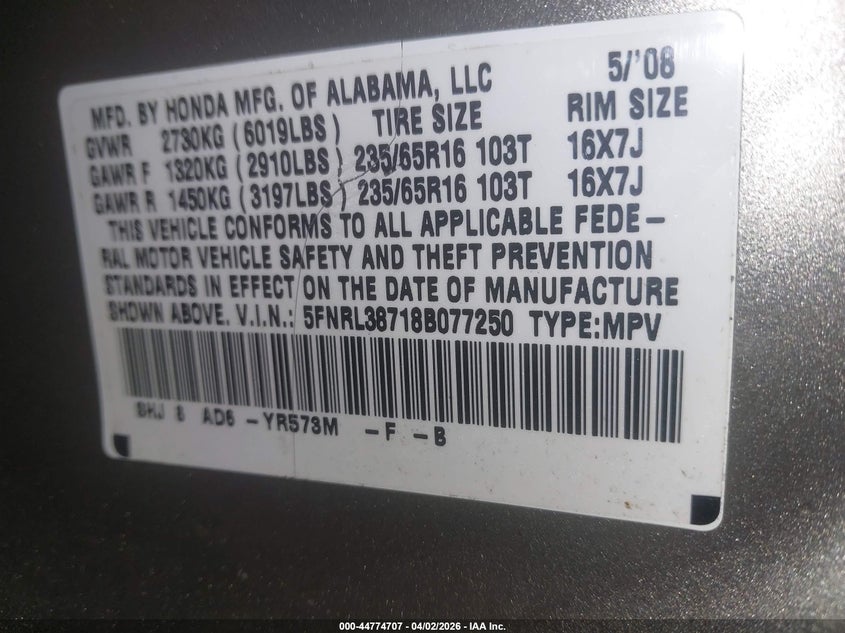 MFD. BY HONDA MFG. OF ALABAMA, LLC 5/'08
GVWR 2730KG (6019LBS) TIRE SIZE RIM SIZE
GAWR F 1320KG (2910LBS) 235/65R16 103T 16X7J
GAWR R 1450KG (3197LBS) 235/65R16 103T 16X7J
THIS VEHICLE CONFORMS TO ALL APPLICABLE FEDE-
RAL MOTOR VEHICLE SAFETY AND THEFT PREVENTION
STANDARDS IN EFFECT ON THE DATE OF MANUFACTURE
SHOWN ABOVE. V.I.N.: 5FNRL38718B077250 TYPE:MPV
SHJ 8 AD6 -YR573M -F -B
000-44774707 - 04/02/2026 - IAA Inc.